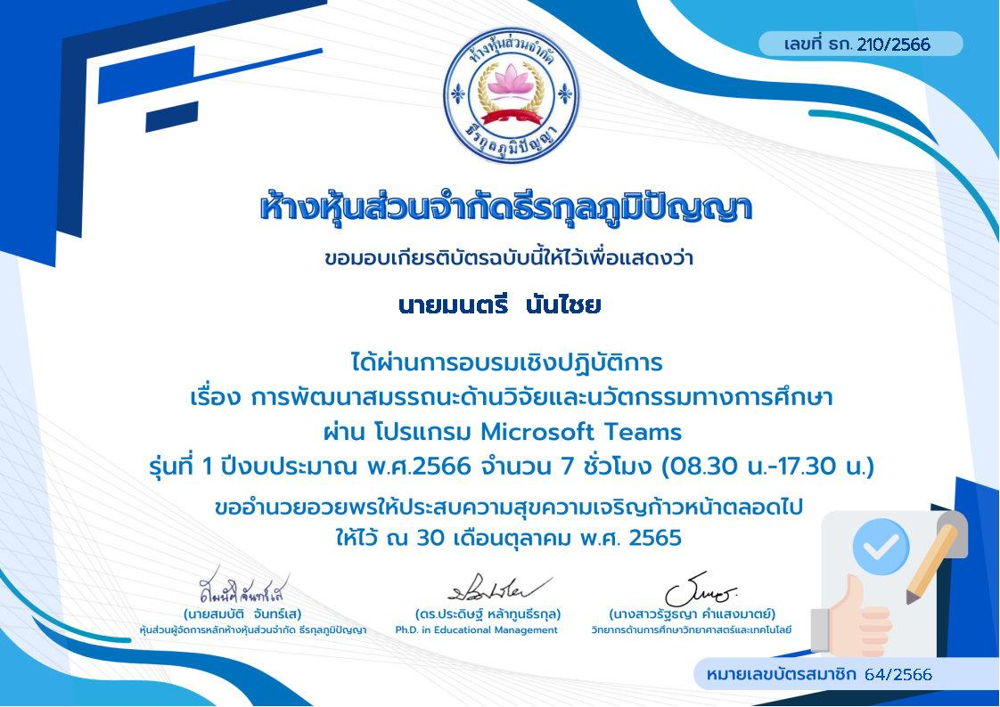 เลขที่ ธก. 210/2566
ห้างหุ้นส่วนจำกัด
ธีรกุลภูมิปัญญา
ห้างหุ้นส่วนจำกัดธีรกุลภูมิปัญญา
ขอมอบเกียรติบัตรฉบับนี้ให้ไว้เพื่อแสดงว่า
นายมนตรี นันไชย
ได้ผ่านการอบรมเชิงปฏิบัติการ
เรื่อง การพัฒนาสมรรถนะด้านวิจัยและนวัตกรรมทางการศึกษา
ผ่าน โปรแกรม Microsoft Teams
รุ่นที่ 1 ปีงบประมาณ พ.ศ.2566 จำนวน 7 ชั่วโมง (08.30 น.-17.30 น.)
ขออำนวยอวยพรให้ประสบความสุขความเจริญก้าวหน้าตลอดไป
ให้ไว้ ณ 30 เดือนตุลาคม พ.ศ. 2565
(นายสมบัติ จันทร์เส) (ดร.ประดิษฐ์ หล้าทูนธีรกุล) (นางสาวรัฐธญา คำแสงมาตย์)
หุ้นส่วนผู้จัดการหลักห้างหุ้นส่วนจำกัด ธีรกุลภูมิปัญญา Ph.D. in Educational Management วิทยากรด้านการศึกษาวิทยาศาสตร์และเทคโนโลยี
หมายเลขบัตรสมาชิก 64/2566